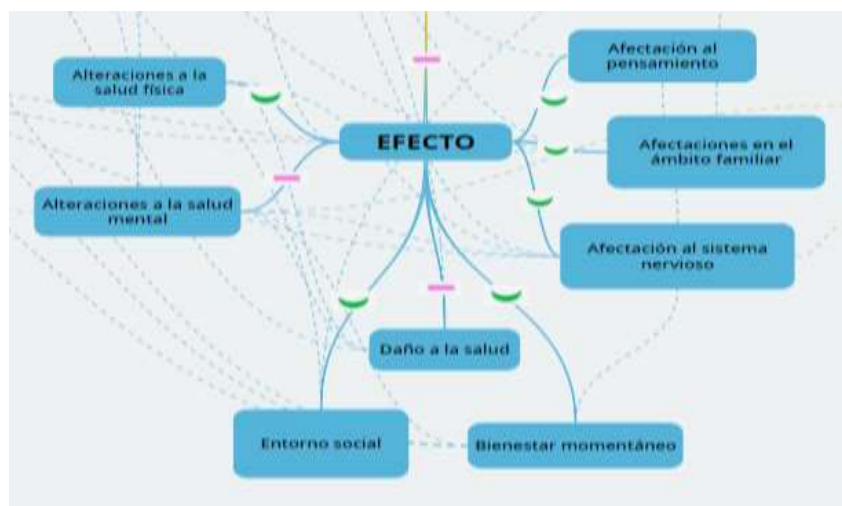 Afectación al
pensamiento
Alteraciones a la
salud física
EFECTO
Afectaciones en el
ámbito familiar
Alteraciones a la salud
mental
Afectación al sistema
nervioso
Daño a la salud
Entorno social
Bienestar momentáneo